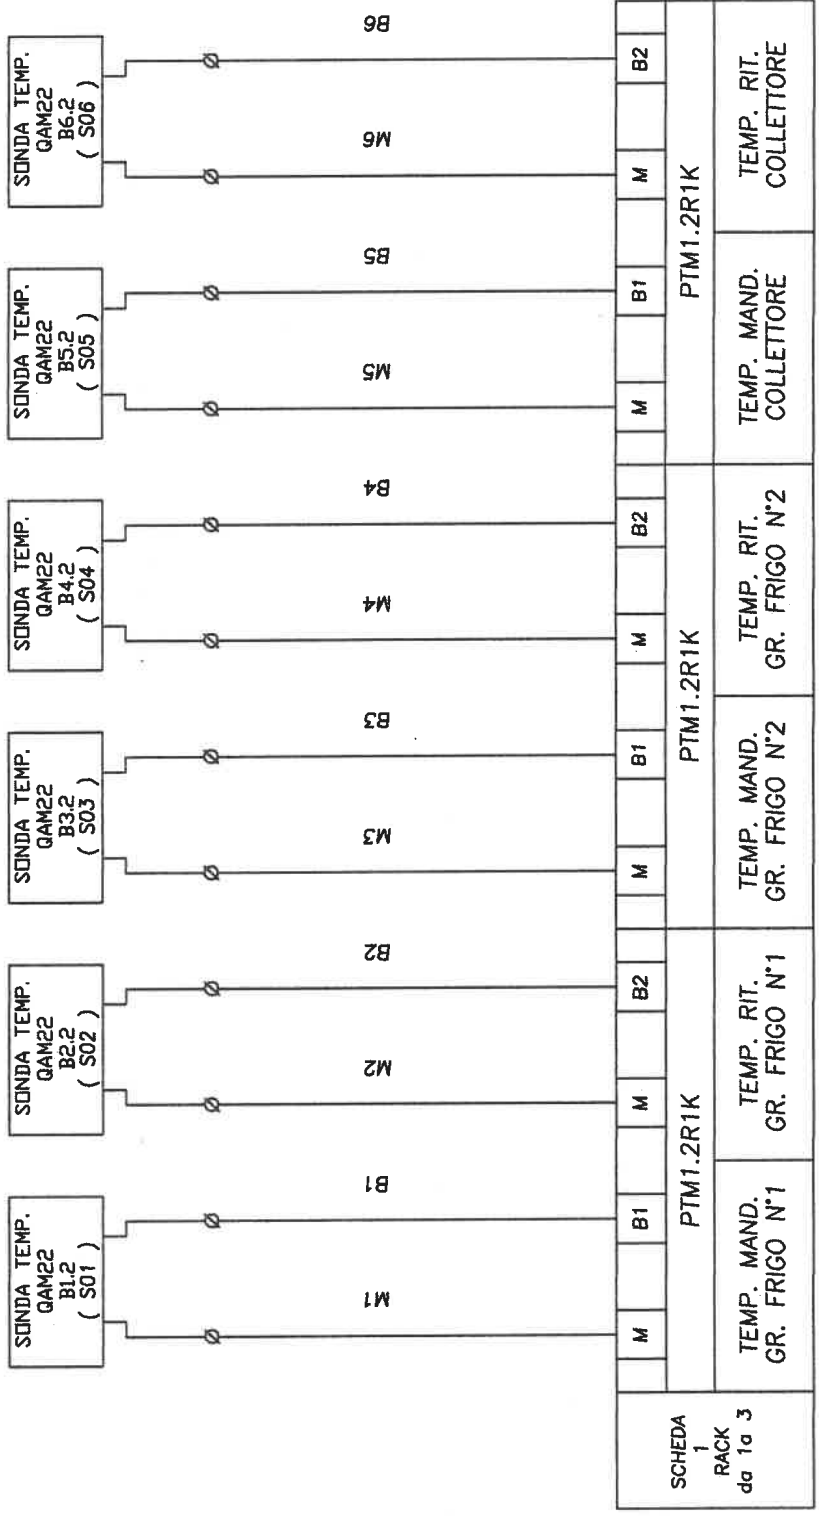 SONDA TEMP.
QAM22
B1.2
( S01 )
SONDA TEMP.
QAM22
B2.2
( S02 )
SONDA TEMP.
QAM22
B3.2
( S03 )
SONDA TEMP.
QAM22
B4.2
( S04 )
SONDA TEMP.
QAM22
B5.2
( S05 )
SONDA TEMP.
QAM22
B6.2
( S06 )
M1
B1
M2
B2
M3
B3
M4
B4
M5
B5
M6
B6
M
B1
M
B2
M
B1
M
B2
M
B1
M
B2
SCHEDA
1
RACK
da 1a 3
PTM1.2R1K
PTM1.2R1K
PTM1.2R1K
TEMP. MAND.
GR. FRIGO N°1
TEMP. RIT.
GR. FRIGO N°1
TEMP. MAND.
GR. FRIGO N°2
TEMP. RIT.
GR. FRIGO N°2
TEMP. MAND.
COLLETTORE
TEMP. RIT.
COLLETTORE